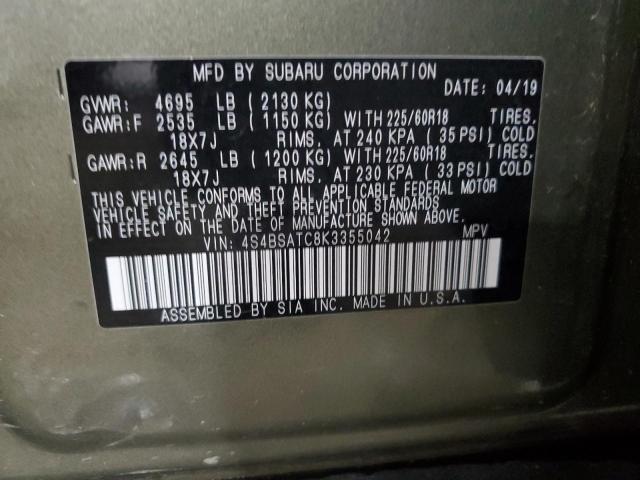 MFD BY SUBARU CORPORATION
DATE: 04/19
GVWR: 4695 LB (2130 KG)
GAWR:F 2535 LB (1150 KG) WITH 225/60R18 TIRES.
18X7J RIMS. AT 240 KPA (35 PSI) COLD
GAWR:R 2645 LB (1200 KG) WITH 225/60R18 TIRES.
18X7J RIMS. AT 230 KPA (33 PSI) COLD
THIS VEHICLE CONFORMS TO ALL APPLICABLE FEDERAL MOTOR
VEHICLE SAFETY AND THEFT PREVENTION STANDARDS
IN EFFECT ON THE DATE OF MANUFACTURE SHOWN ABOVE.
VIN: 4S4BSATC8K3355042 MPV
ASSEMBLED BY SIA INC. MADE IN U.S.A.